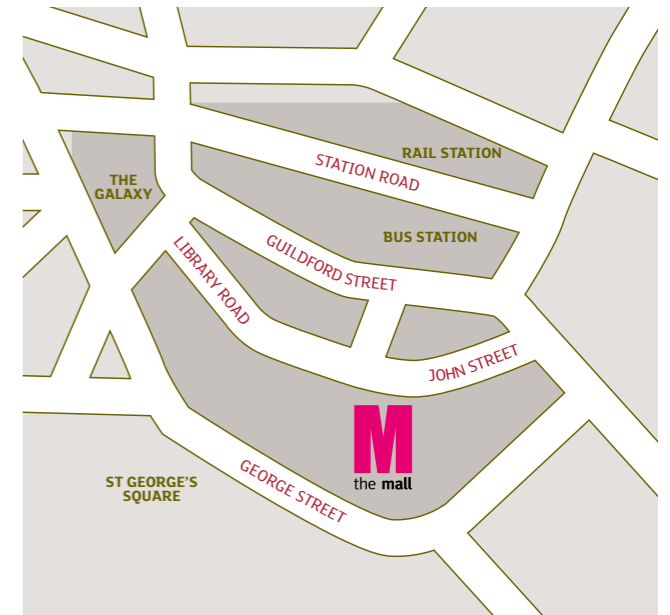 RAIL STATION
STATION ROAD
THE
GALAXY
BUS STATION
GUILDFORD STREET
LIBRARY ROAD
JOHN STREET
M
the mall
GEORGE STREET
ST GEORGE'S
SQUARE